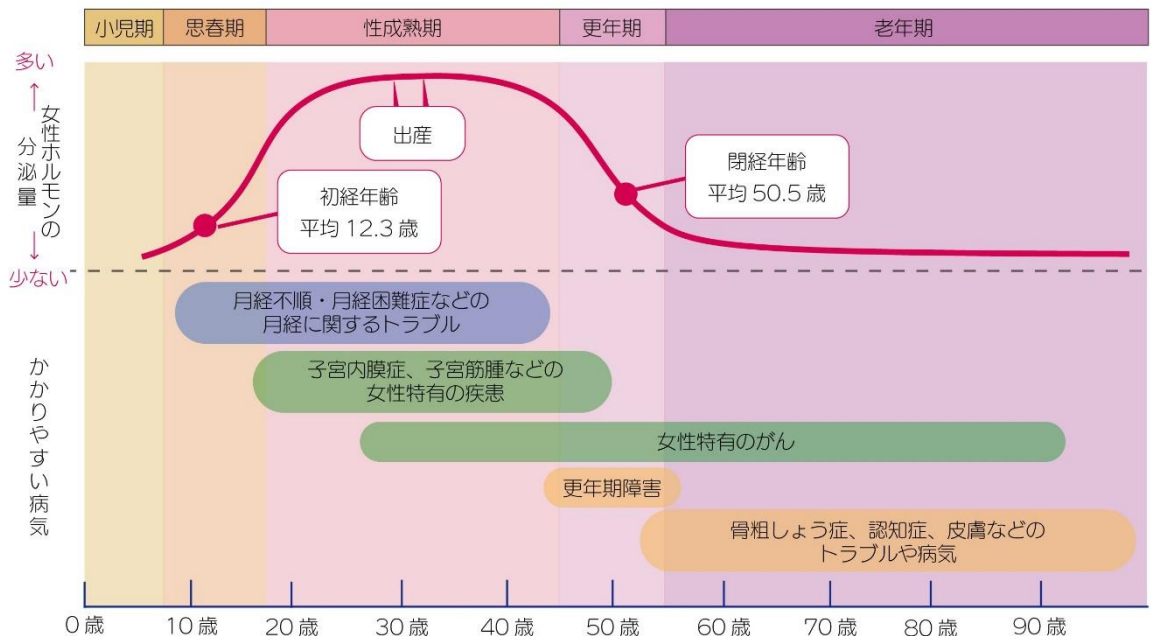 小児期
思春期
性成熟期
更年期
老年期
多い
↑
女性ホルモンの
分泌量
↓
少ない
出産
初経年齢
平均 12.3 歳
閉経年齢
平均 50.5 歳
かかりやすい病気
月経不順・月経困難症などの
月経に関するトラブル
子宮内膜症、子宮筋腫などの
女性特有の疾患
女性特有のがん
更年期障害
骨粗しょう症、認知症、皮膚などの
トラブルや病気
0 歳
10 歳
20 歳
30 歳
40 歳
50 歳
60 歳
70 歳
80 歳
90 歳